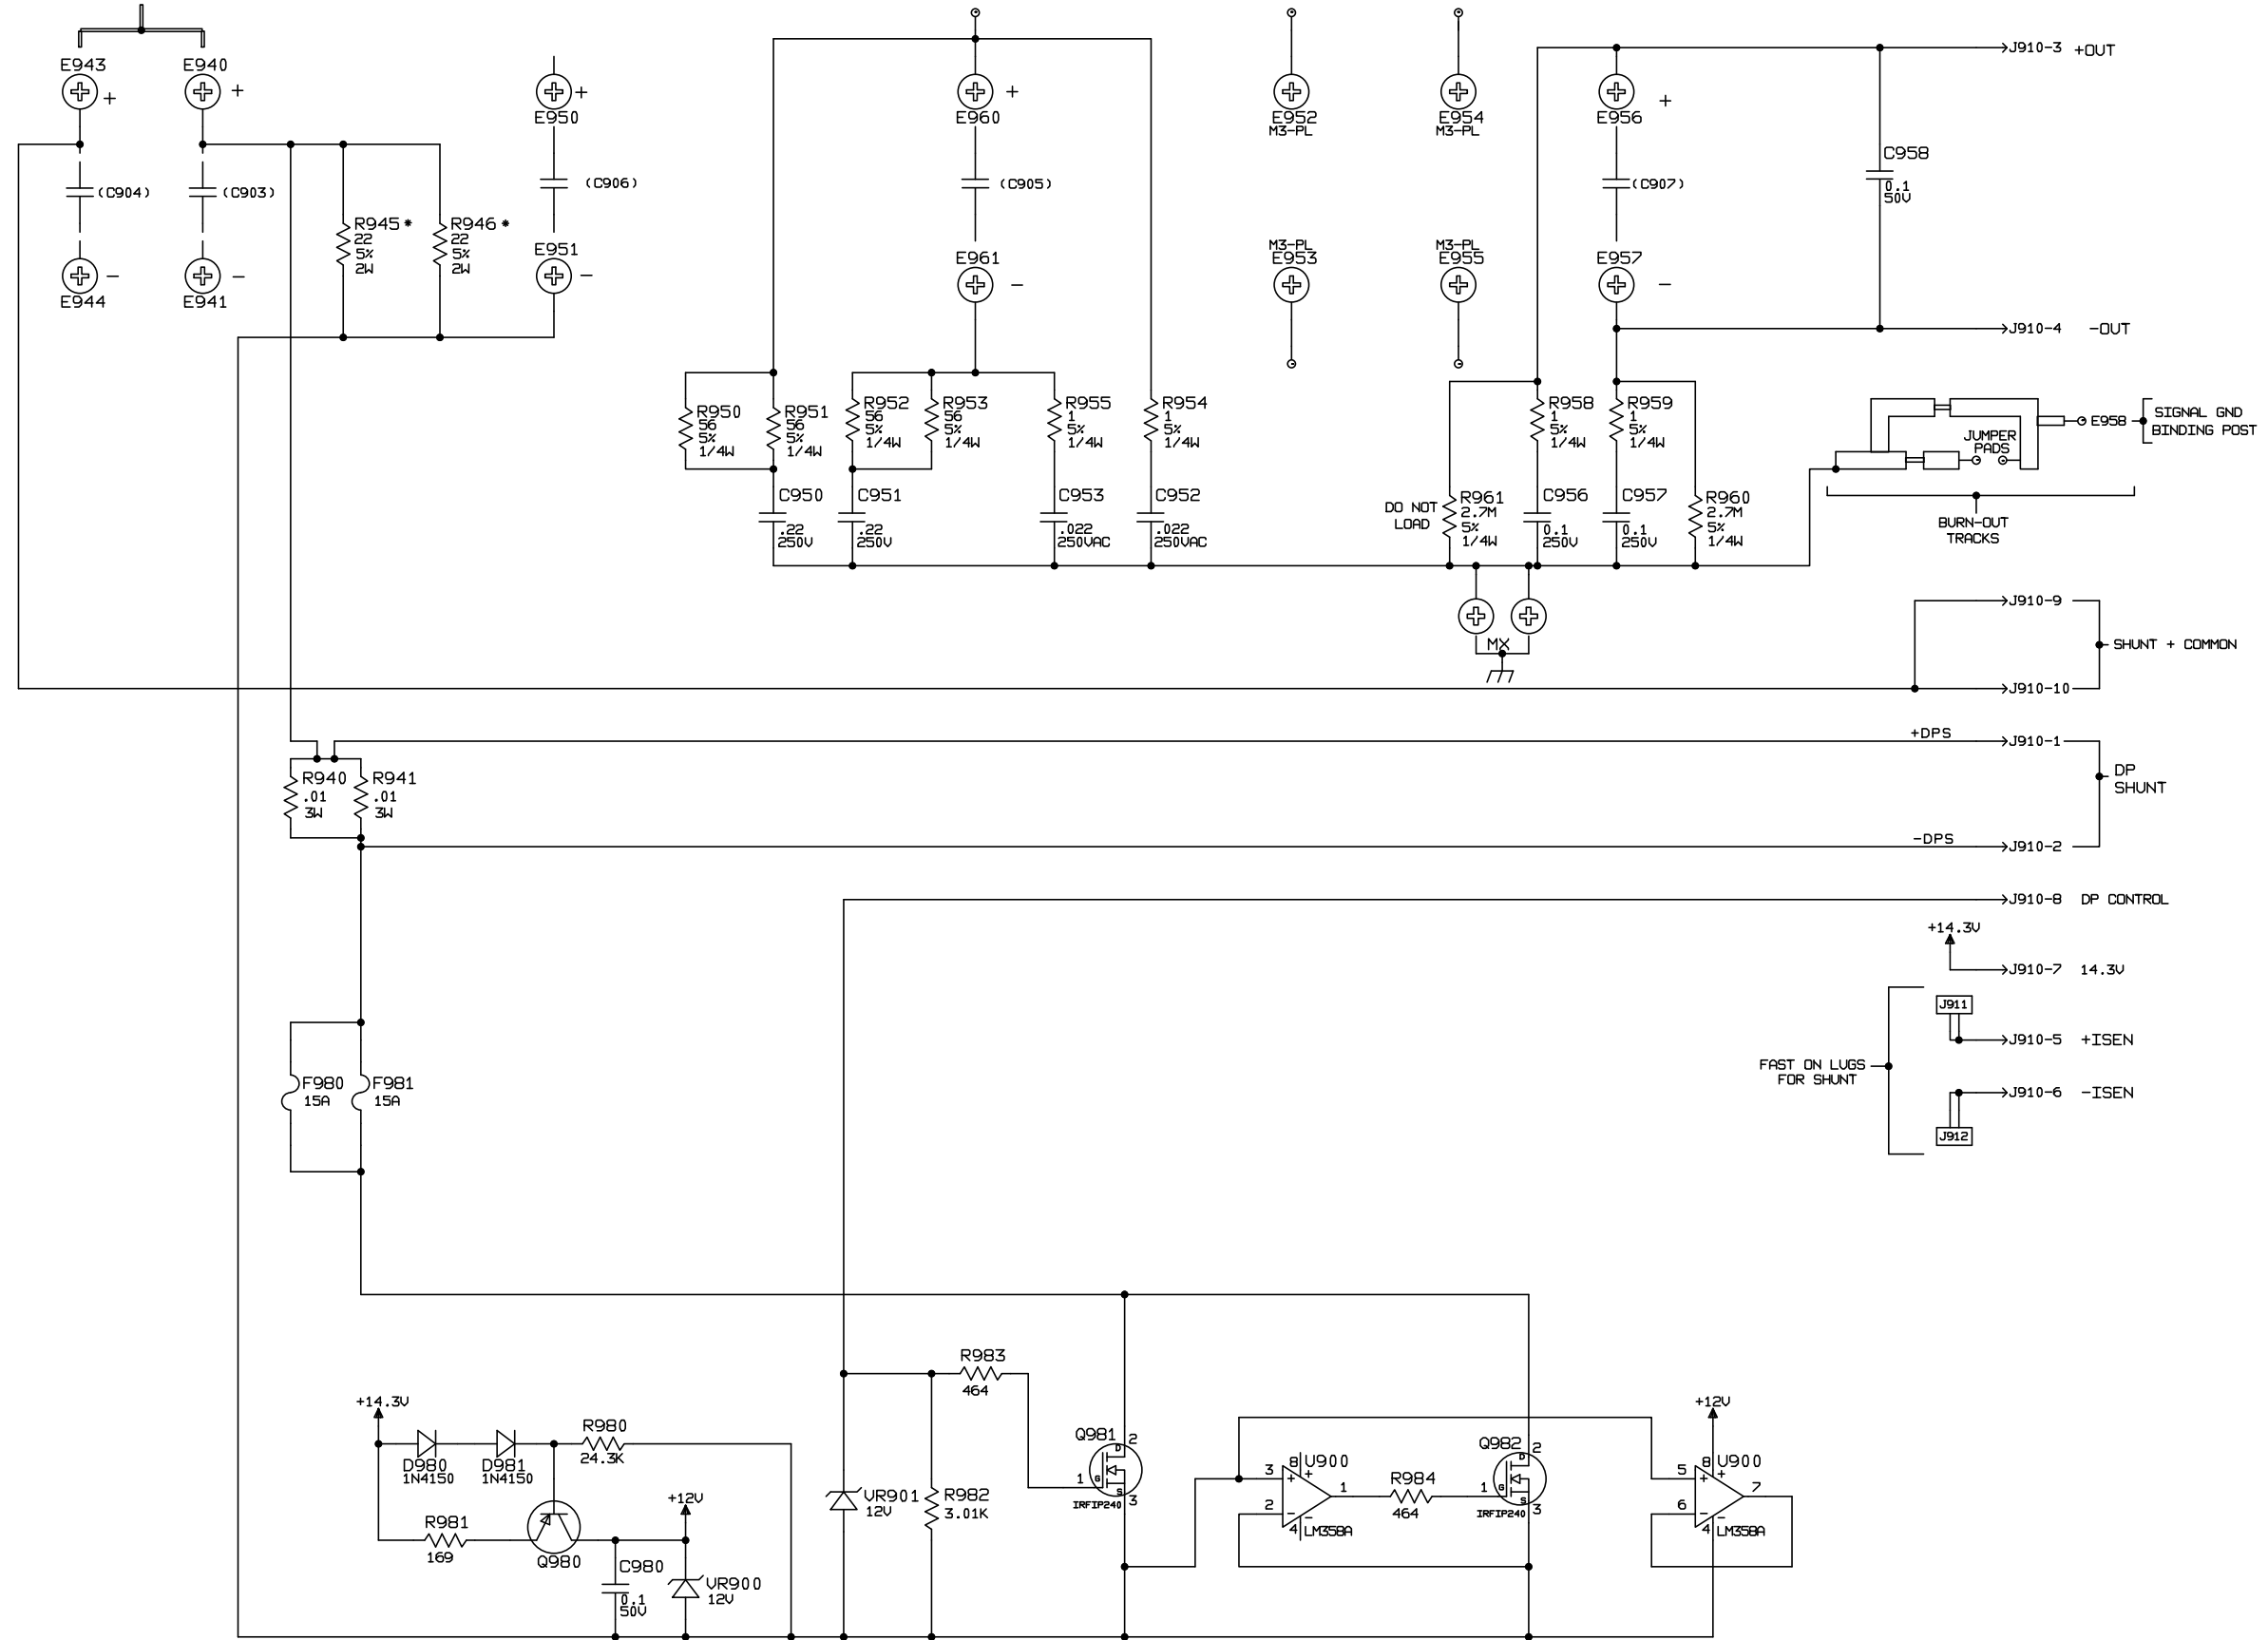 E943
+
E940
+
+
E950
+
E960
E952
M3-PL
E954
M3-PL
+
E956
J910-3 +OUT
(C904)
(C903)
(C906)
(C905)
(C907)
C958
0.1
50V
R945 *
22
5%
2W
R946 *
22
5%
2W
E944
-
E941
-
E951
-
E961
-
M3-PL
E953
M3-PL
E955
E957
-
J910-4 -OUT
R950
56
5%
1/4W
R951
56
5%
1/4W
R952
56
5%
1/4W
R953
56
5%
1/4W
R955
1
5%
1/4W
R954
1
5%
1/4W
R958
1
5%
1/4W
R959
1
5%
1/4W
JUMPER
PADS
E958
SIGNAL GND
BINDING POST
C950
.22
250V
C951
.22
250V
C953
.022
250VAC
C952
.022
250VAC
DO NOT
LOAD
R961
2.7M
5%
1/4W
C956
0.1
250V
C957
0.1
250V
R960
2.7M
5%
1/4W
BURN-OUT
TRACKS
MX
J910-9
SHUNT + COMMON
J910-10
+DPS
J910-1
R940
.01
3W
R941
.01
3W
DP
SHUNT
-DPS
J910-2
J910-8 DP CONTROL
+14.3V
J910-7 14.3V
J911
J910-5 +ISEN
FAST ON LUGS
FOR SHUNT
J910-6 -ISEN
J912
F980
15A
F981
15A
+14.3V
D980
1N4150
D981
1N4150
R980
24.3K
R981
169
Q980
+12V
C980
0.1
50V
VR900
12V
VR901
12V
R982
3.01K
R983
464
Q981
D
2
1
G
S
3
IRFIP240
3
+
2
-
8
+
U900
1
4
-
LM358A
R984
464
Q982
D
2
1
G
S
3
IRFIP240
+12V
5
+
6
-
8
+
U900
7
4
-
LM358A